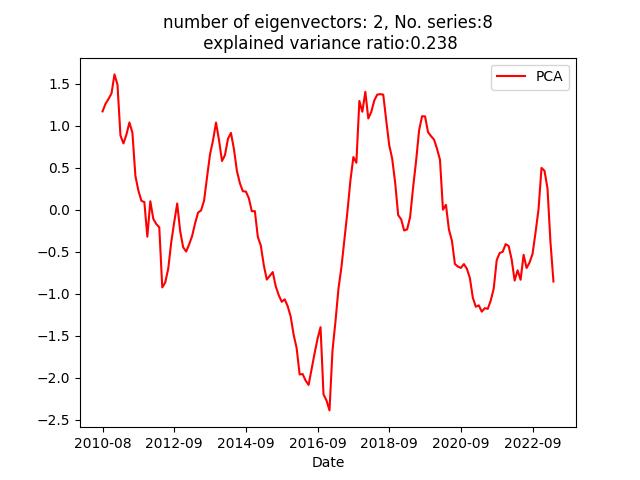 number of eigenvectors: 2, No. series:8
explained variance ratio:0.238
PCA
1.5
1.0
0.5
0.0
−0.5
−1.0
−1.5
−2.0
−2.5
2010-08 2012-09 2014-09 2016-09 2018-09 2020-09 2022-09
Date